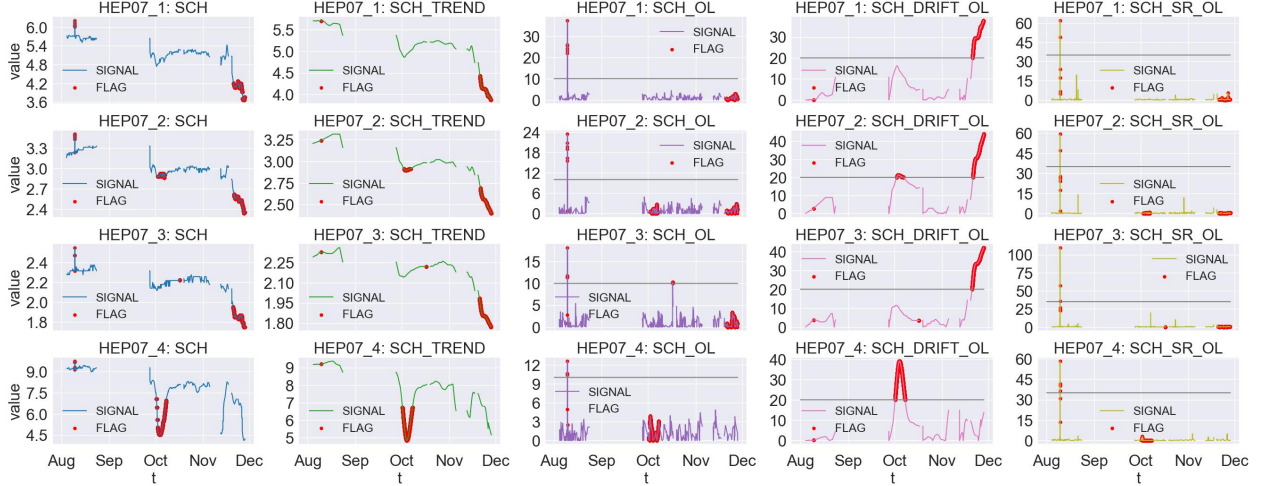 HEP07_1: SCH HEP07_1: SCH_TREND HEP07_1: SCH_OL HEP07_1: SCH_DRIFT_OL HEP07_1: SCH_SR_OL
value
6.0 5.4 4.8 4.2 3.6
SIGNAL
FLAG
5.5 5.0 4.5 4.0
SIGNAL
FLAG
30 20 10 0
SIGNAL
FLAG
30 20 10 0
SIGNAL
FLAG
60 45 30 15 0
SIGNAL
FLAG
HEP07_2: SCH HEP07_2: SCH_TREND HEP07_2: SCH_OL HEP07_2: SCH_DRIFT_OL HEP07_2: SCH_SR_OL
value
3.3 3.0 2.7 2.4
SIGNAL
FLAG
3.25 3.00 2.75 2.50
SIGNAL
FLAG
24 18 12 6 0
SIGNAL
FLAG
40 30 20 10 0
SIGNAL
FLAG
60 45 30 15 0
SIGNAL
FLAG
HEP07_3: SCH HEP07_3: SCH_TREND HEP07_3: SCH_OL HEP07_3: SCH_DRIFT_OL HEP07_3: SCH_SR_OL
value
2.4 2.2 2.0 1.8
SIGNAL
FLAG
2.25 2.10 1.95 1.80
SIGNAL
FLAG
15 10 5 0
SIGNAL
FLAG
40 30 20 10 0
SIGNAL
FLAG
100 75 50 25 0
SIGNAL
FLAG
HEP07_4: SCH HEP07_4: SCH_TREND HEP07_4: SCH_OL HEP07_4: SCH_DRIFT_OL HEP07_4: SCH_SR_OL
value
9.0 7.5 6.0 4.5
SIGNAL
FLAG
9 8 7 6 5
SIGNAL
FLAG
12 9 6 3 0
SIGNAL
FLAG
40 30 20 10 0
SIGNAL
FLAG
60 45 30 15 0
SIGNAL
FLAG
Aug Sep Oct Nov Dec Aug Sep Oct Nov Dec Aug Sep Oct Nov Dec Aug Sep Oct Nov Dec Aug Sep Oct Nov Dec
t t t t t